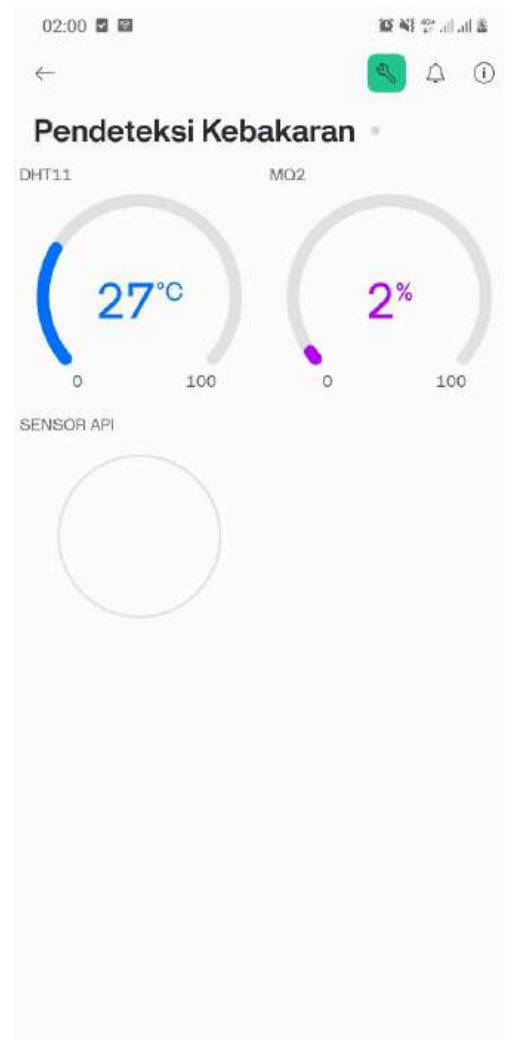 02:00
Pendeteksi Kebakaran
DHT11
MQ2
27°C
2%
0 100
0 100
SENSOR API